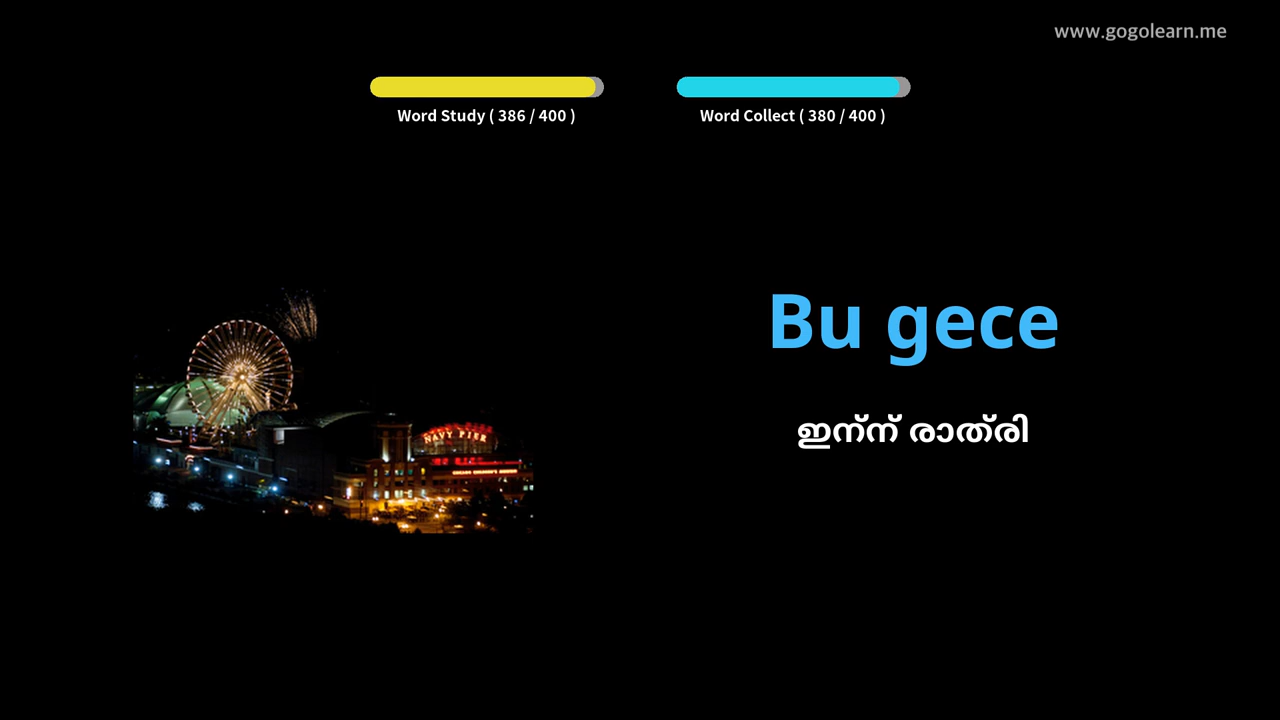 www.gogolearn.me
Word Study ( 386 / 400 )
Word Collect ( 380 / 400 )
Bu gece
ഇന്ന് രാത്രി
NAVY PIER